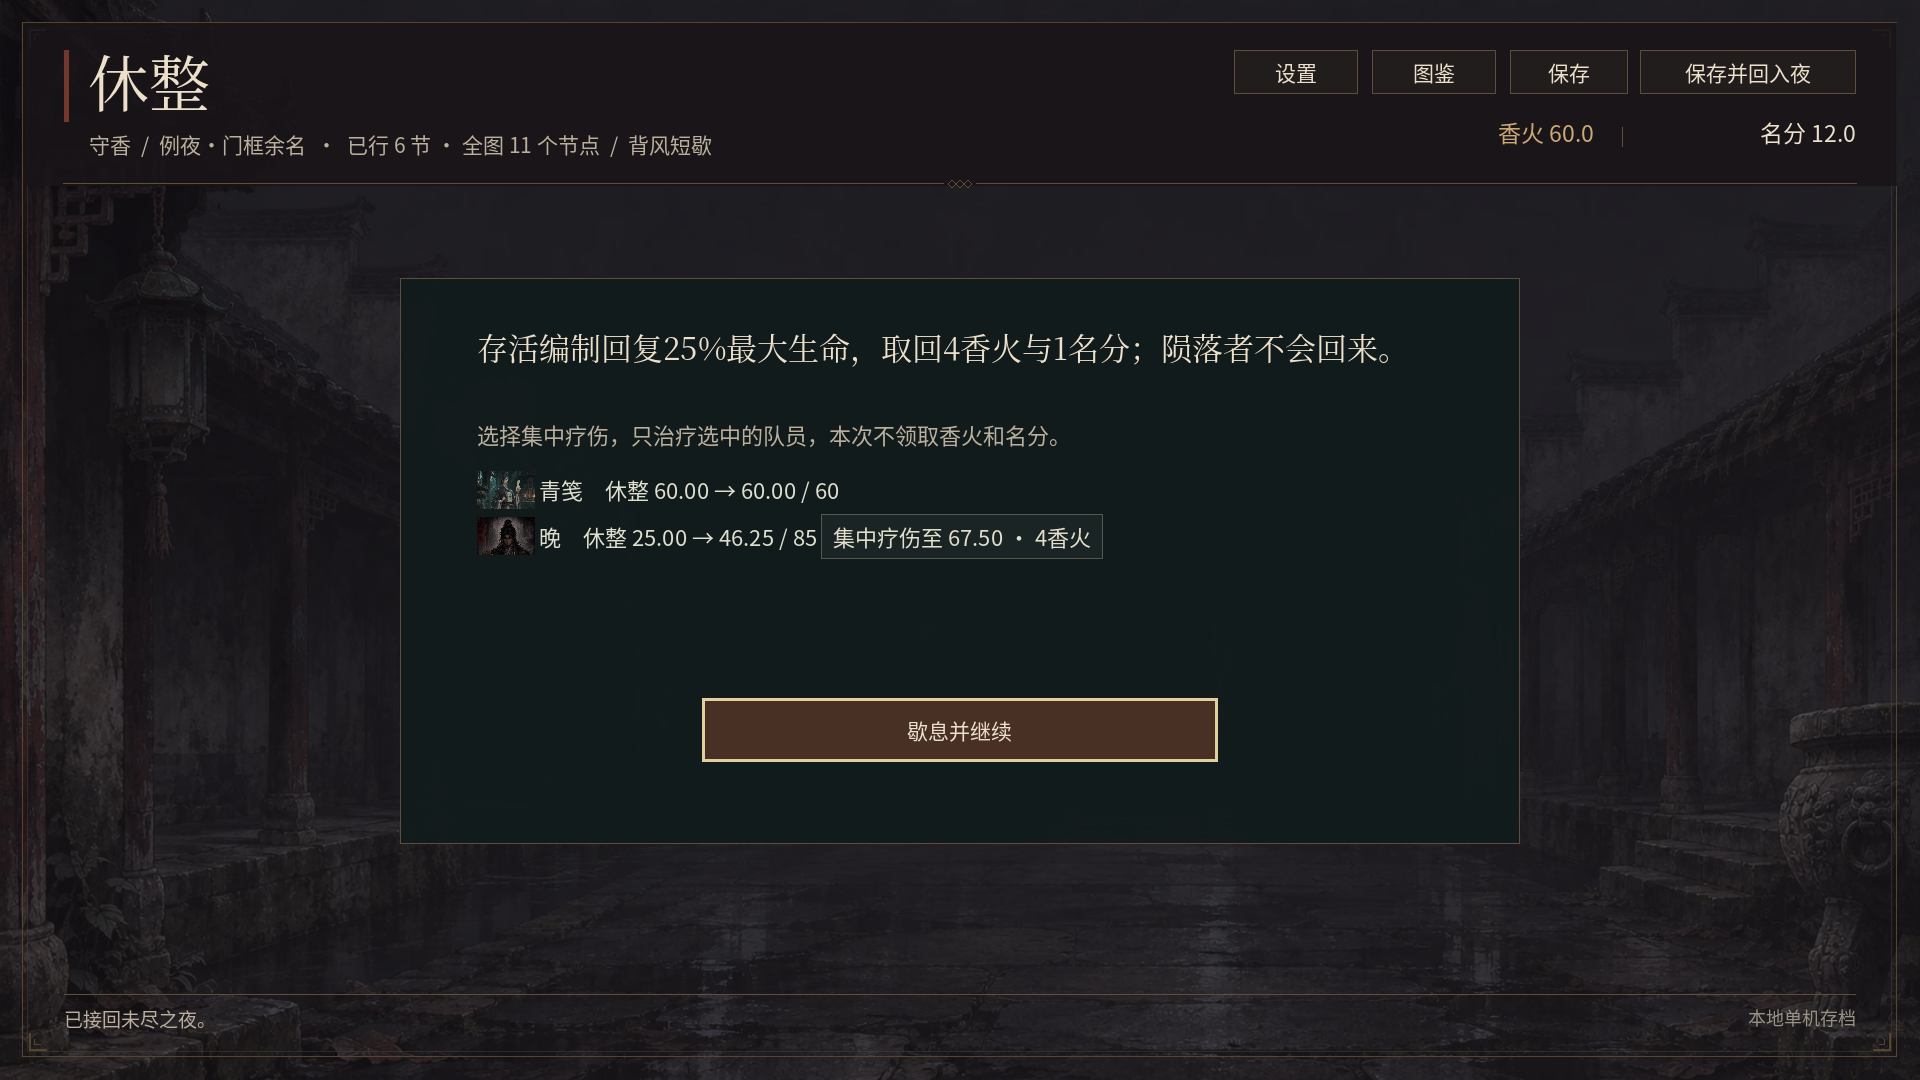 休整
设置
图鉴
保存
保存并回入夜
守香 / 例夜·门框余名 · 已行 6 节 · 全图 11 个节点 / 背风短歇
香火 60.0
名分 12.0
存活编制回复25%最大生命，取回4香火与1名分；陨落者不会回来。
选择集中疗伤，只治疗选中的队员，本次不领取香火和名分。
青笺 休整 60.00 → 60.00 / 60
晚 休整 25.00 → 46.25 / 85 集中疗伤至 67.50 · 4香火
歇息并继续
已接回未尽之夜。
本地单机存档